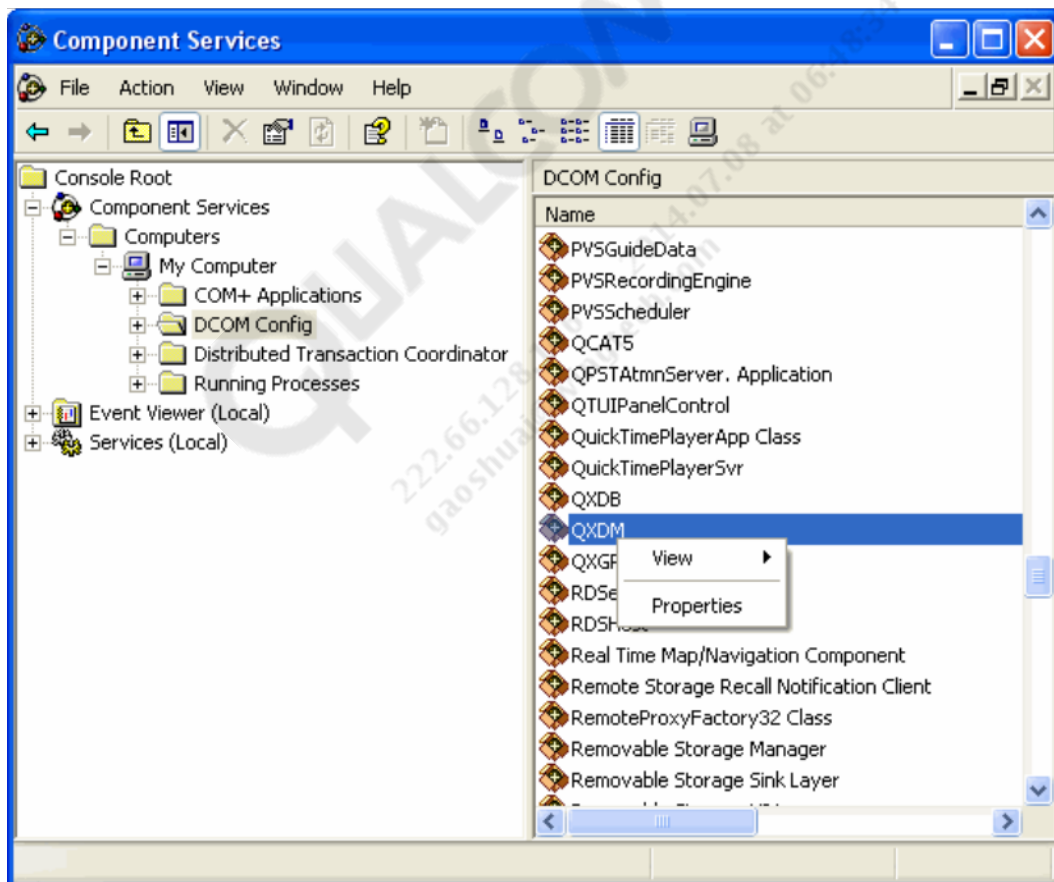 Component Services
File Action View Window Help
Console Root
Component Services
Computers
My Computer
COM+ Applications
DCOM Config
Distributed Transaction Coordinator
Running Processes
Event Viewer (Local)
Services (Local)
DCOM Config
Name
PVSGuideData
PVSRecordingEngine
PVSScheduler
QCAT5
QPSTAtmnServer. Application
QTUIPanelControl
QuickTimePlayerApp Class
QuickTimePlayerSvr
QXDB
QXDM
View
Properties
Real Time Map/Navigation Component
Remote Storage Recall Notification Client
RemoteProxyFactory32 Class
Removable Storage Manager
Removable Storage Sink Layer